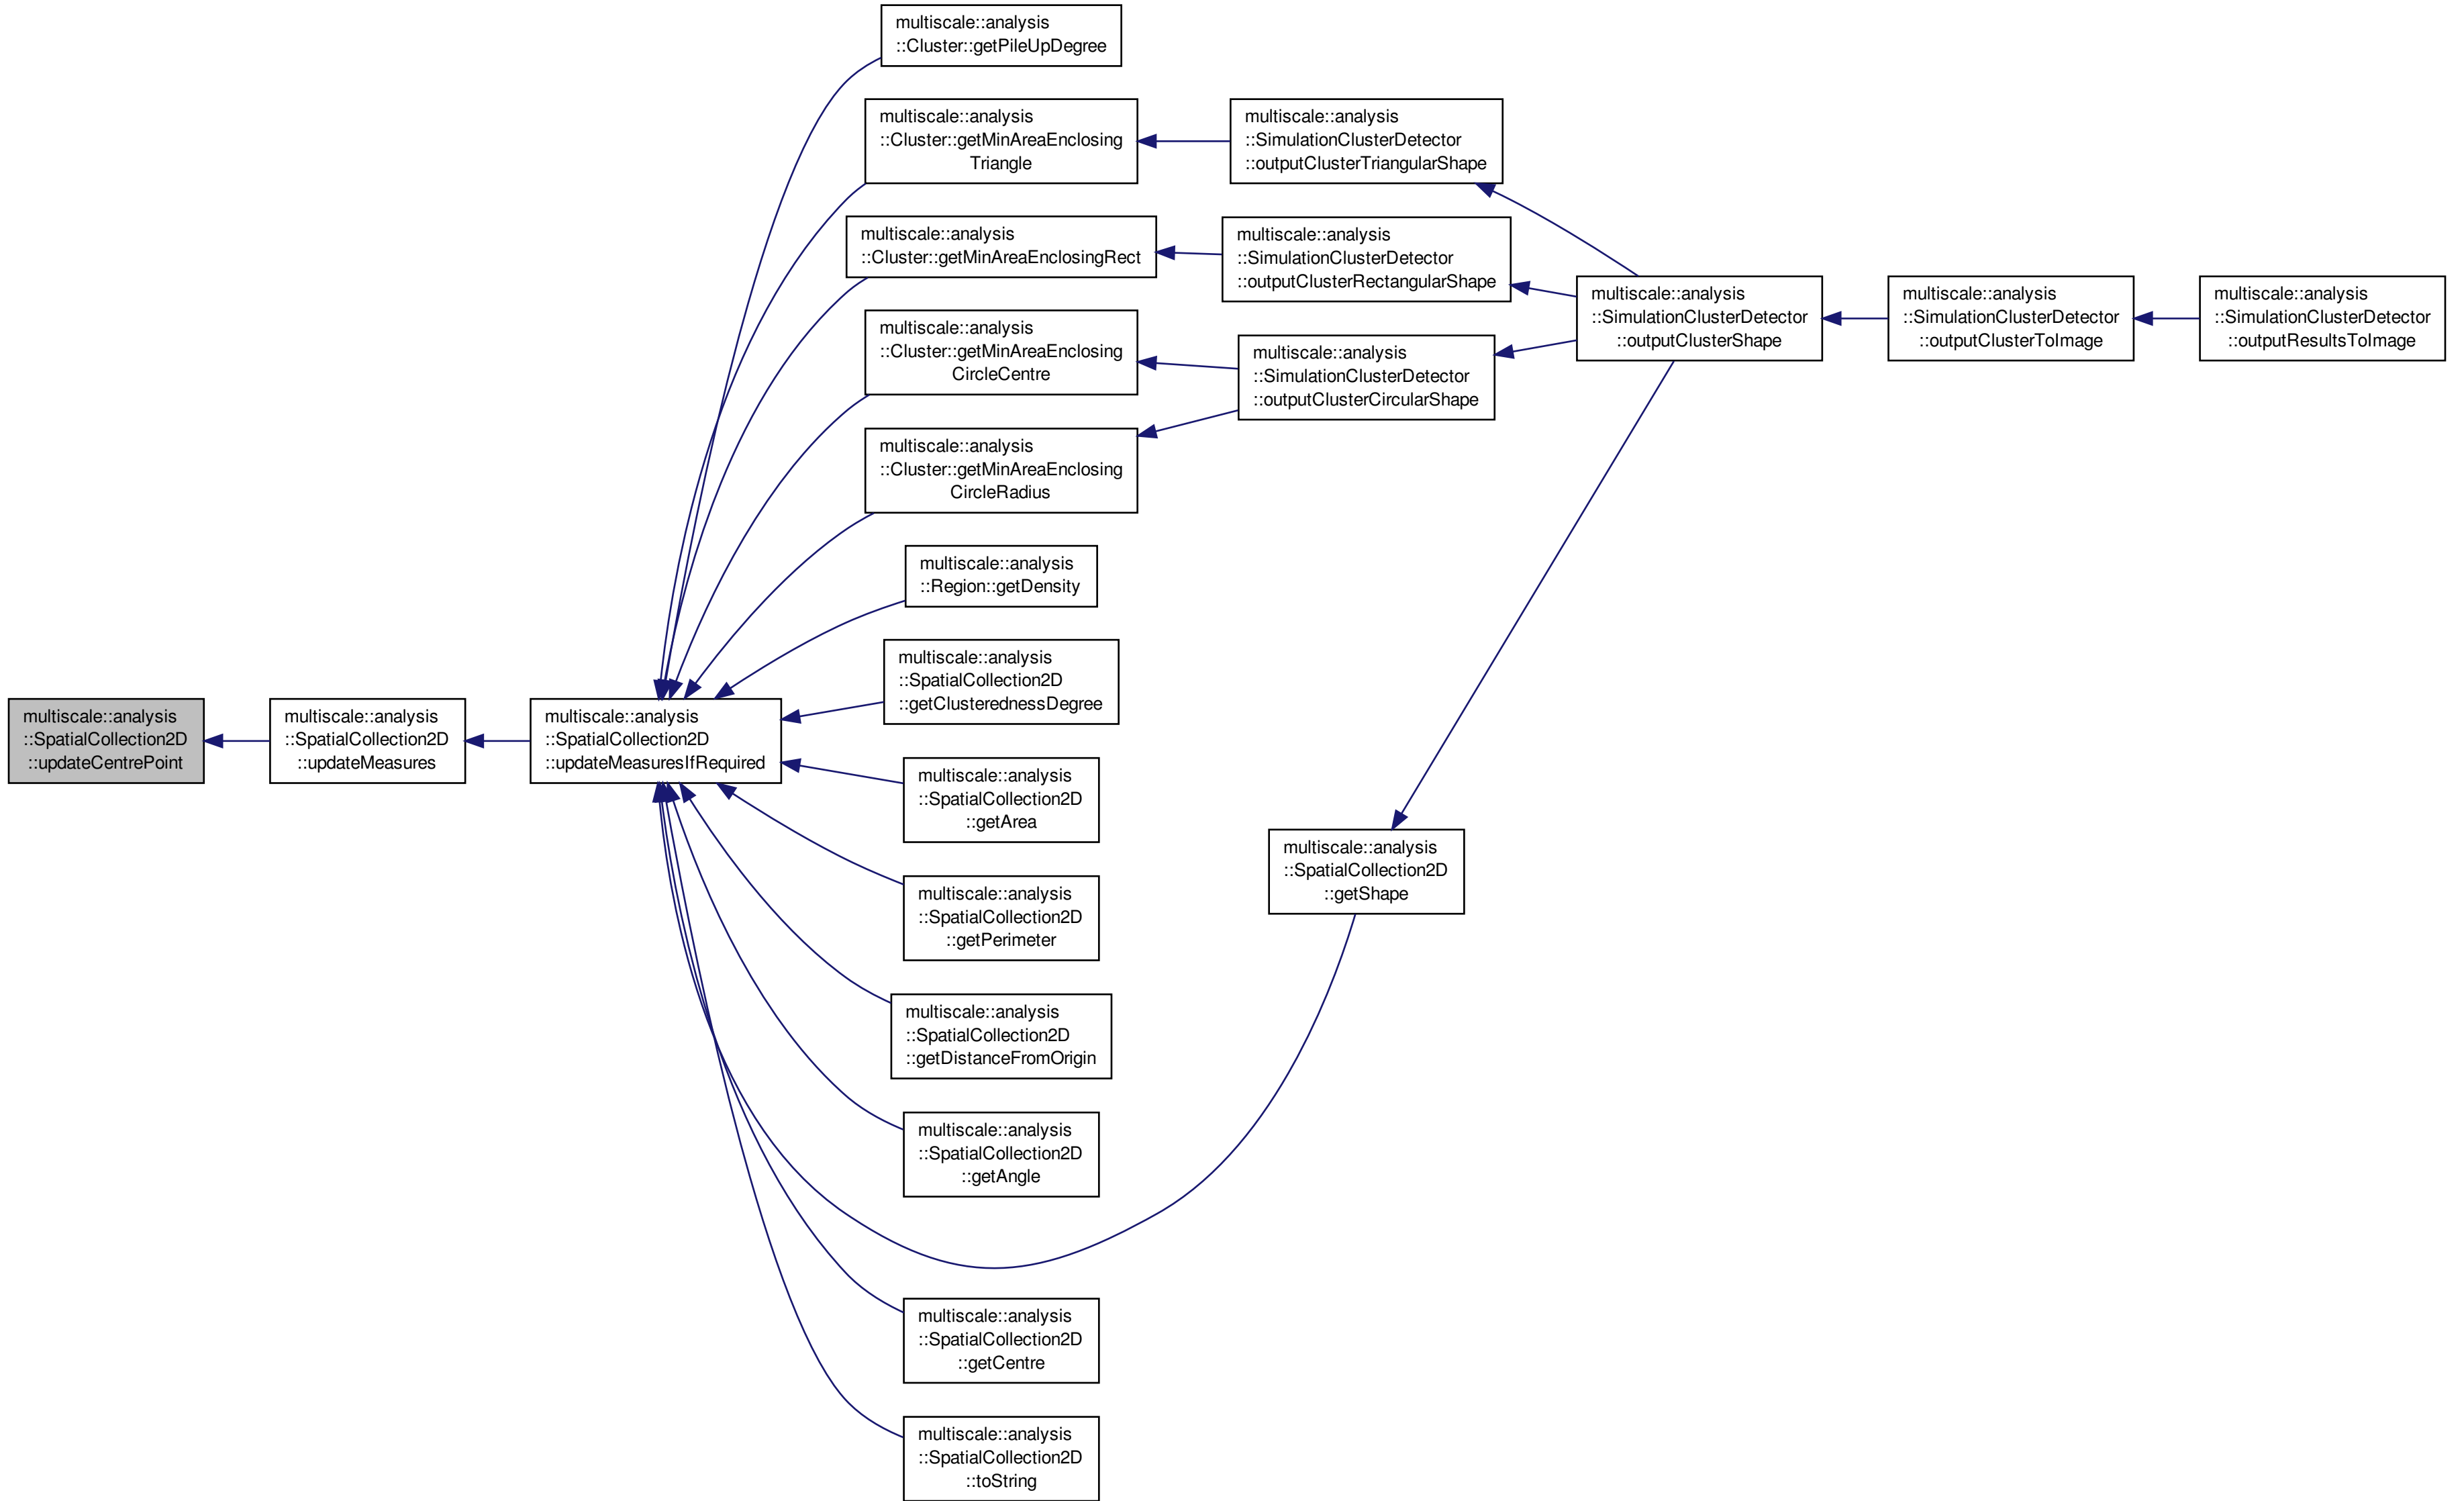 multiscale::analysis
::Cluster::getPileUpDegree
multiscale::analysis
::Cluster::getMinAreaEnclosing
Triangle
multiscale::analysis
::SimulationClusterDetector
::outputClusterTriangularShape
multiscale::analysis
::Cluster::getMinAreaEnclosingRect
multiscale::analysis
::SimulationClusterDetector
::outputClusterRectangularShape
multiscale::analysis
::Cluster::getMinAreaEnclosing
CircleCentre
multiscale::analysis
::SimulationClusterDetector
::outputClusterCircularShape
multiscale::analysis
::SimulationClusterDetector
::outputClusterShape
multiscale::analysis
::SimulationClusterDetector
::outputClusterToImage
multiscale::analysis
::SimulationClusterDetector
::outputResultsToImage
multiscale::analysis
::Cluster::getMinAreaEnclosing
CircleRadius
multiscale::analysis
::Region::getDensity
multiscale::analysis
::SpatialCollection2D
::getClusterednessDegree
multiscale::analysis
::SpatialCollection2D
::updateCentrePoint
multiscale::analysis
::SpatialCollection2D
::updateMeasures
multiscale::analysis
::SpatialCollection2D
::updateMeasuresIfRequired
multiscale::analysis
::SpatialCollection2D
::getArea
multiscale::analysis
::SpatialCollection2D
::getShape
multiscale::analysis
::SpatialCollection2D
::getPerimeter
multiscale::analysis
::SpatialCollection2D
::getDistanceFromOrigin
multiscale::analysis
::SpatialCollection2D
::getAngle
multiscale::analysis
::SpatialCollection2D
::getCentre
multiscale::analysis
::SpatialCollection2D
::toString